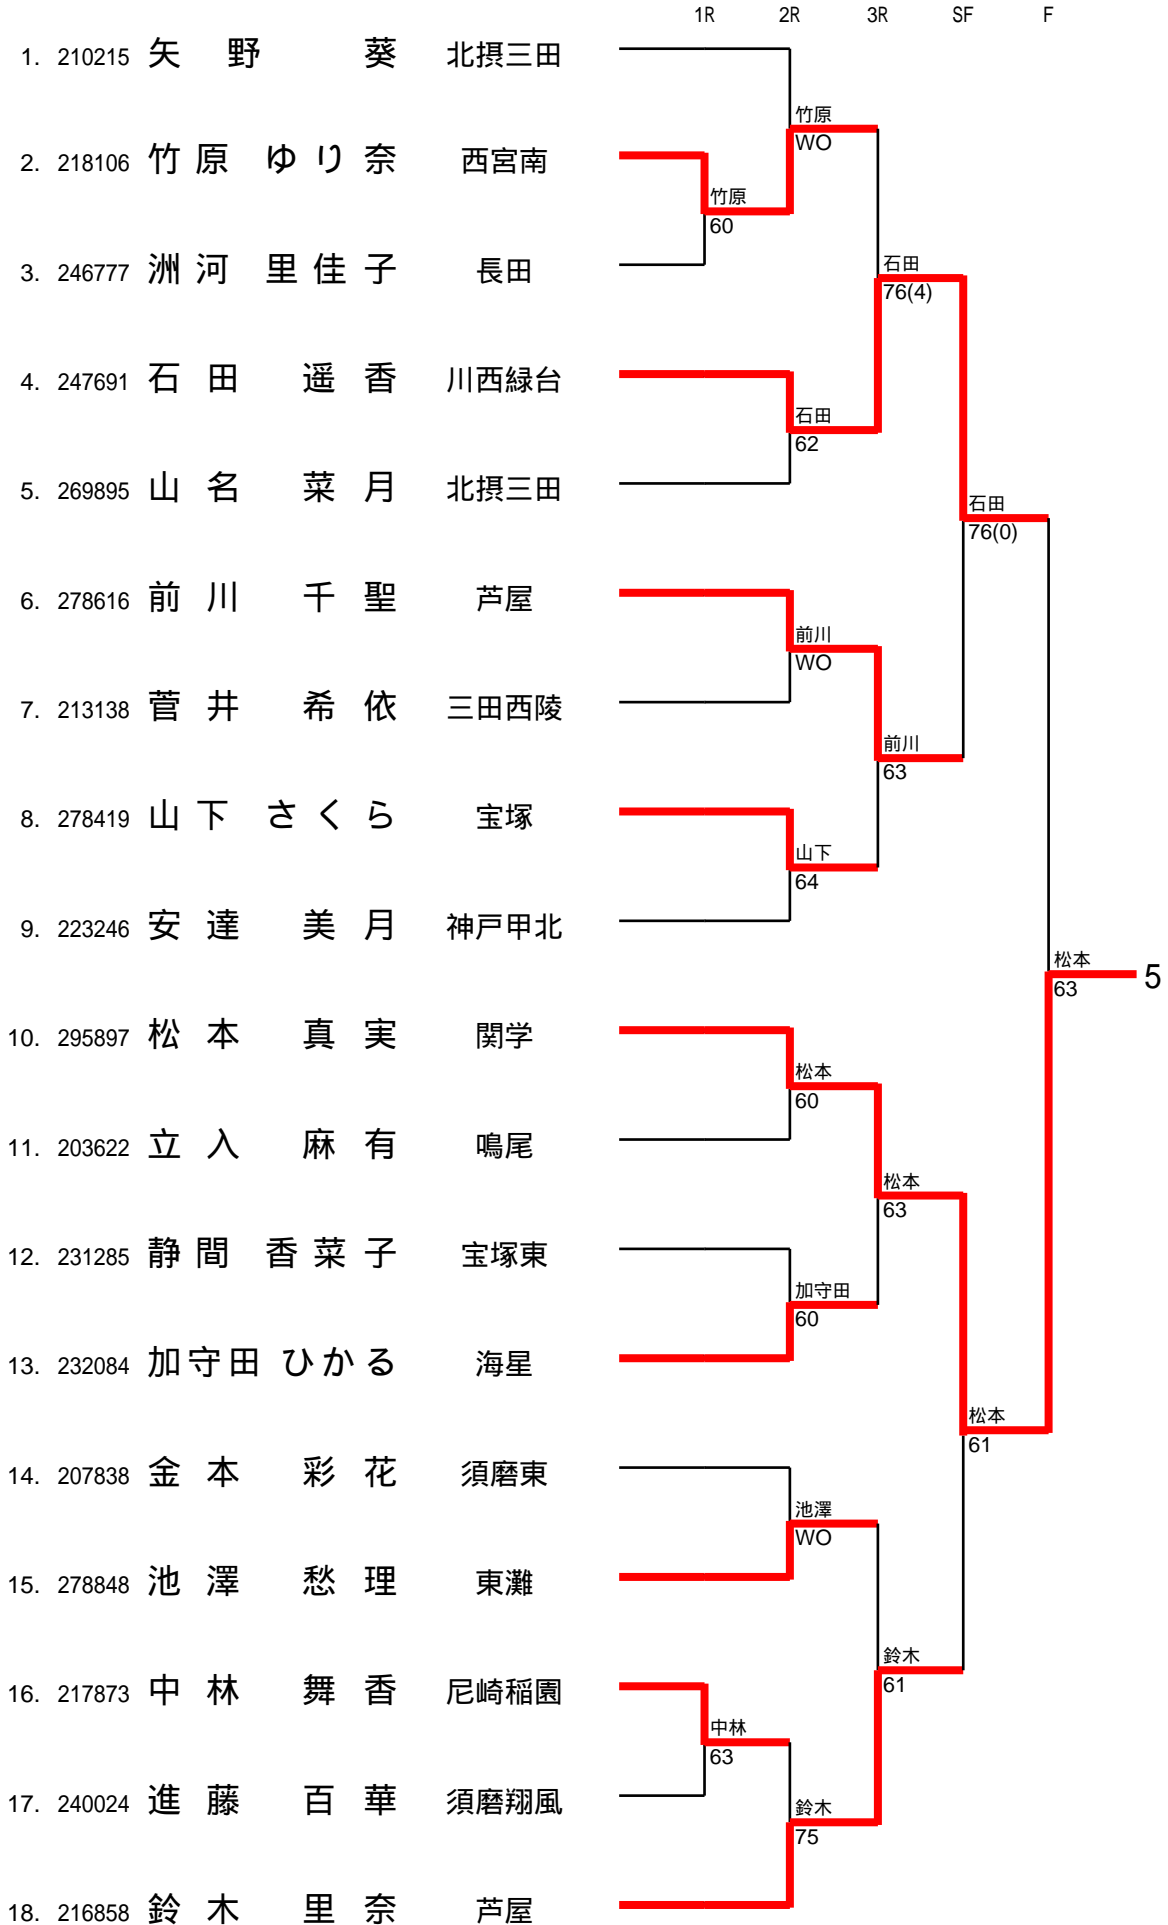 1R 2R 3R SF F
1. 210215 矢野 葵 北摂三田
竹原
WO
2. 218106 竹原 ゆり奈 西宮南
竹原
60
3. 246777 洲河 里佳子 長田
石田
76(4)
4. 247691 石田 遥香 川西緑台
石田
62
5. 269895 山名 菜月 北摂三田
石田
76(0)
6. 278616 前川 千聖 芦屋
前川
WO
7. 213138 菅井 希依 三田西陵
前川
63
8. 278419 山下 さくら 宝塚
山下
64
9. 223246 安達 美月 神戸甲北
松本
63
5
10. 295897 松本 真実 関学
松本
60
11. 203622 立入 麻有 鳴尾
松本
63
12. 231285 静間 香菜子 宝塚東
加守田
60
13. 232084 加守田 ひかる 海星
松本
61
14. 207838 金本 彩花 須磨東
池澤
WO
15. 278848 池澤 愁理 東灘
鈴木
61
16. 217873 中林 舞香 尼崎稲園
中林
63
17. 240024 進藤 百華 須磨翔風
鈴木
75
18. 216858 鈴木 里奈 芦屋